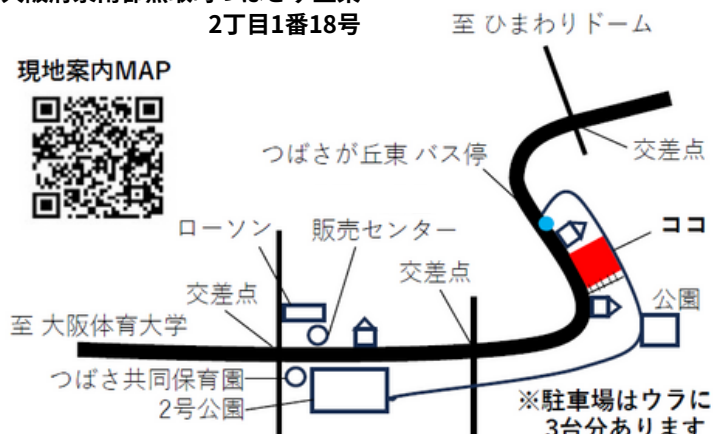 2丁目1番18号
至 ひまわりドーム
現地案内MAP
交差点
つばさが丘東 バス停
ローソン
販売センター
ココ
交差点
交差点
公園
至 大阪体育大学
つばさ共同保育園
2号公園
※駐車場はウラに
3台分あります